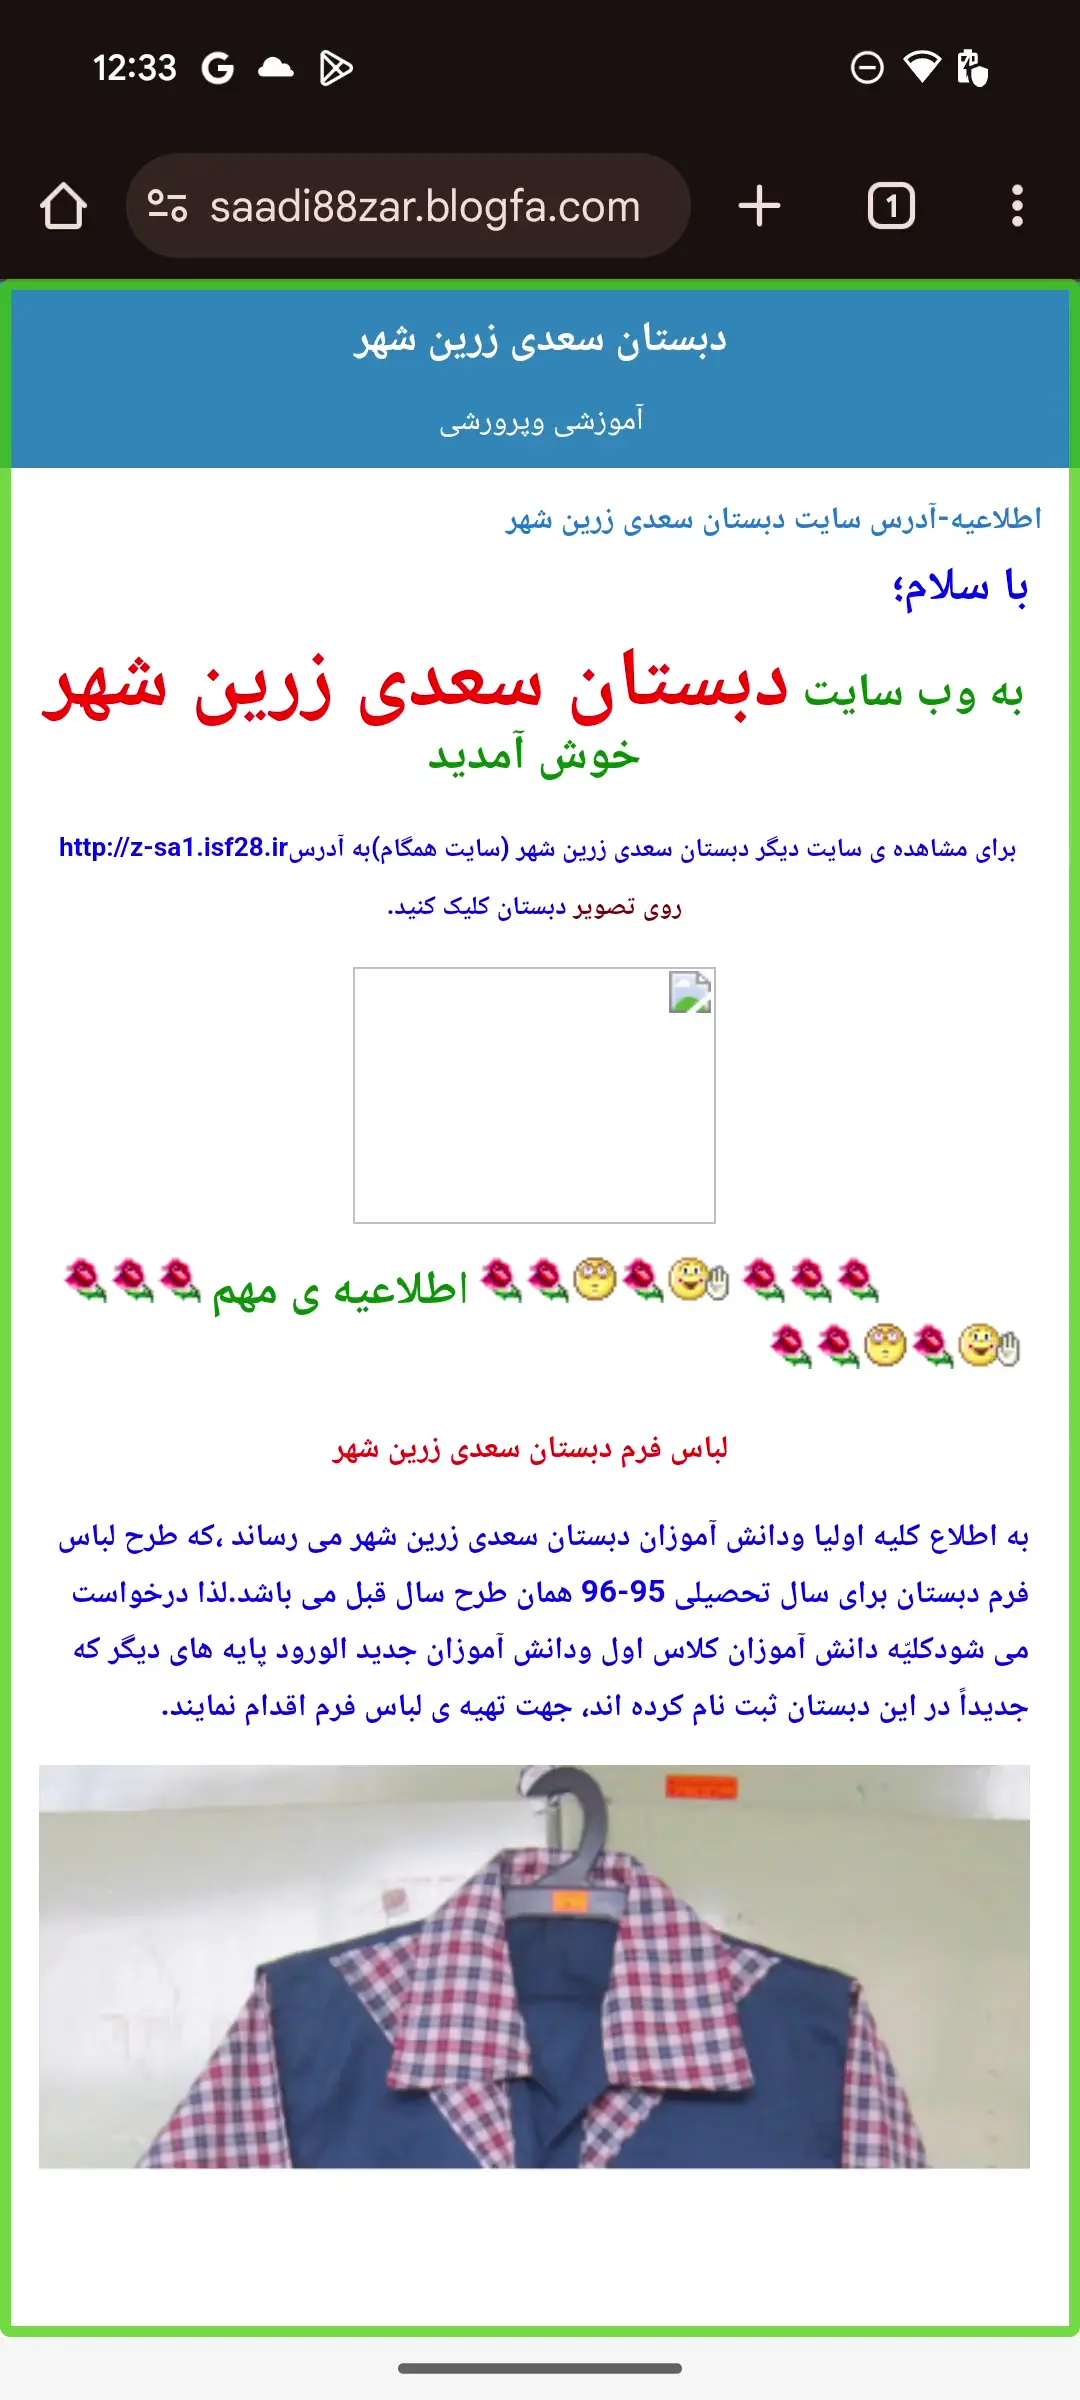 12:33
saadi88zar.blogfa.com
1
دبستان سعدی زرین شهر
آموزشی وپرورشی
اطلاعیه-آدرس سایت دبستان سعدی زرین شهر
با سلام؛
به وب سایت دبستان سعدی زرین شهر
خوش آمدید
برای مشاهده ی سایت دیگر دبستان سعدی زرین شهر (سایت همگام)به آدرسhttp://z-sa1.isf28.ir
روی تصویر دبستان کلیک کنید.
اطلاعیه ی مهم
لباس فرم دبستان سعدی زرین شهر
به اطلاع کلیه اولیا ودانش آموزان دبستان سعدی زرین شهر می رساند ،که طرح لباس
فرم دبستان برای سال تحصیلی 95-96 همان طرح سال قبل می باشد.لذا درخواست
می شودکلیّه دانش آموزان کلاس اول ودانش آموزان جدید الورود پایه های دیگر که
جدیداً در این دبستان ثبت نام کرده اند، جهت تهیه ی لباس فرم اقدام نمایند.